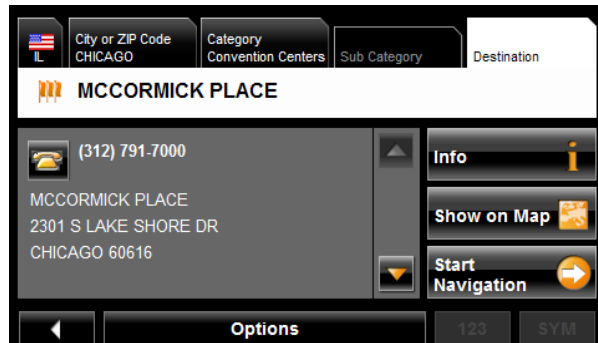 IL
City or ZIP Code
CHICAGO
Category
Convention Centers
Sub Category
Destination
MCCORMICK PLACE
(312) 791-7000
MCCORMICK PLACE
2301 S LAKE SHORE DR
CHICAGO 60616
Info
Show on Map
Start
Navigation
Options
123
SYM